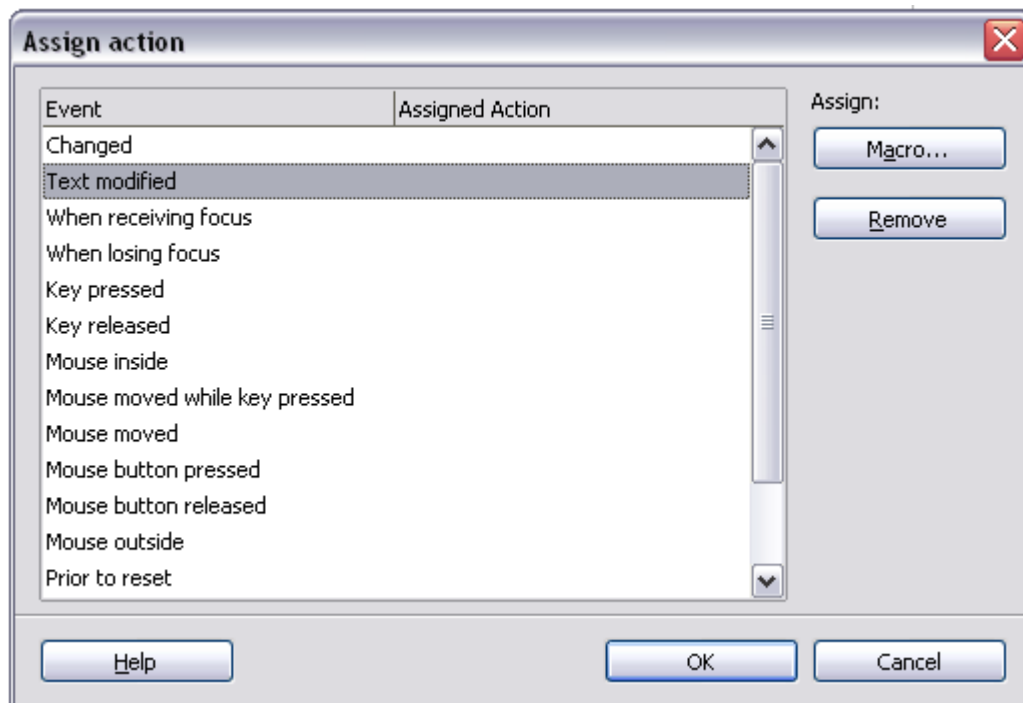 Assign action
Event Assigned Action
Changed
Text modified
When receiving focus
When losing focus
Key pressed
Key released
Mouse inside
Mouse moved while key pressed
Mouse moved
Mouse button pressed
Mouse button released
Mouse outside
Prior to reset
Assign:
Macro...
Remove
Help OK Cancel